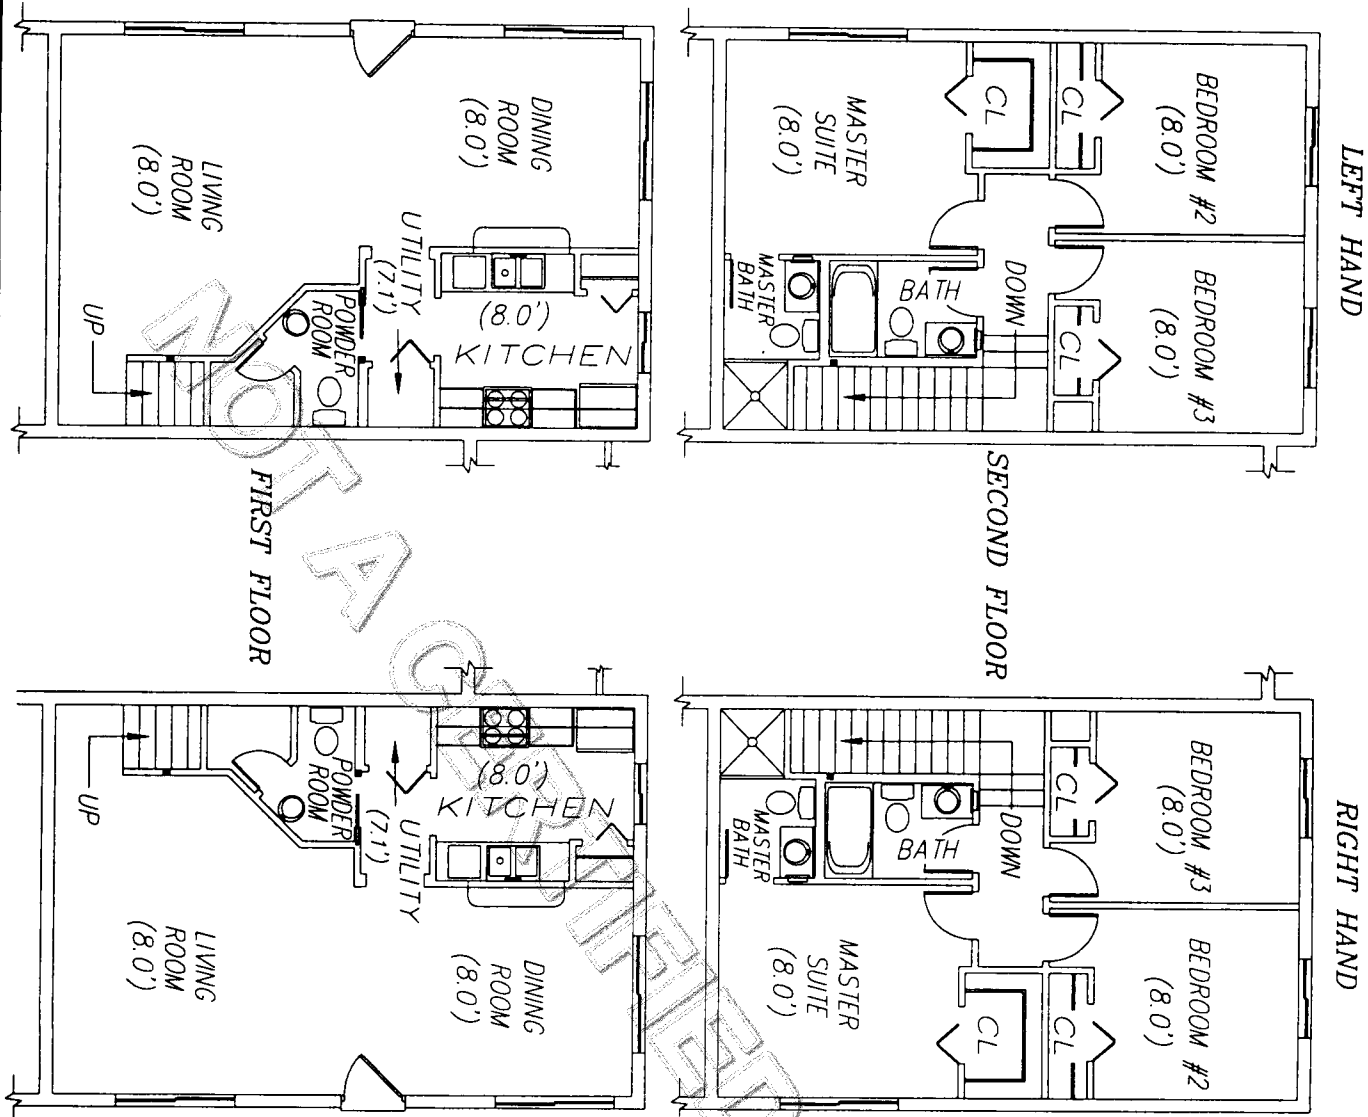 LEFT HAND
BEDROOM #2
(8.0')
BEDROOM #3
(8.0')
CL
CL
CL
MASTER
SUITE
(8.0')
MASTER
BATH
BATH
DOWN
SECOND FLOOR
DINING
ROOM
(8.0')
LIVING
ROOM
(8.0')
UTILITY
(7.1')
(8.0')
KITCHEN
POWDER
ROOM
UP
FIRST FLOOR
RIGHT HAND
BEDROOM #3
(8.0')
BEDROOM #2
(8.0')
CL
CL
CL
DOWN
BATH
MASTER
BATH
MASTER
SUITE
(8.0')
(8.0')
KITCHEN
UTILITY
(7.1')
POWDER
ROOM
UP
DINING
ROOM
(8.0')
LIVING
ROOM
(8.0')
NOT A CERTIFIED